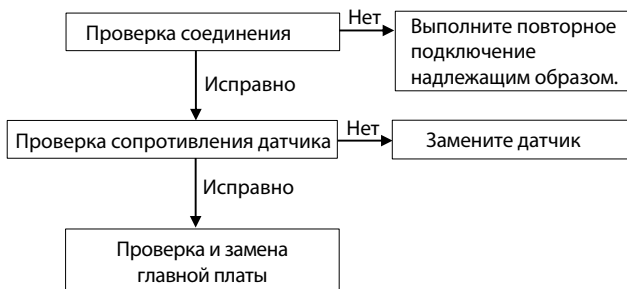 Проверка соединения
Нет
Выполните повторное
подключение
надлежащим образом.
Исправно
Проверка сопротивления датчика
Нет
Замените датчик
Исправно
Проверка и замена
главной платы